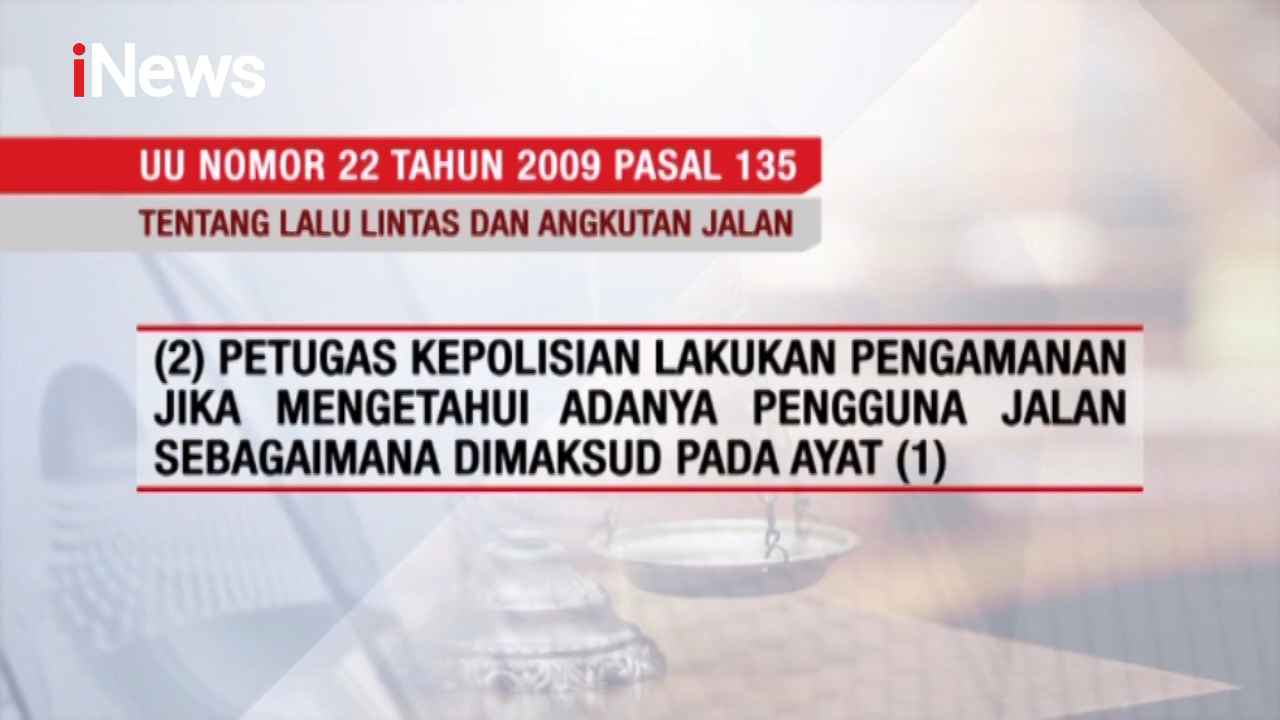 iNews
UU NOMOR 22 TAHUN 2009 PASAL 135
TENTANG LALU LINTAS DAN ANGKUTAN JALAN
(2) PETUGAS KEPOLISIAN LAKUKAN PENGAMANAN
JIKA MENGETAHUI ADANYA PENGGUNA JALAN
SEBAGAIMANA DIMAKSUD PADA AYAT (1)